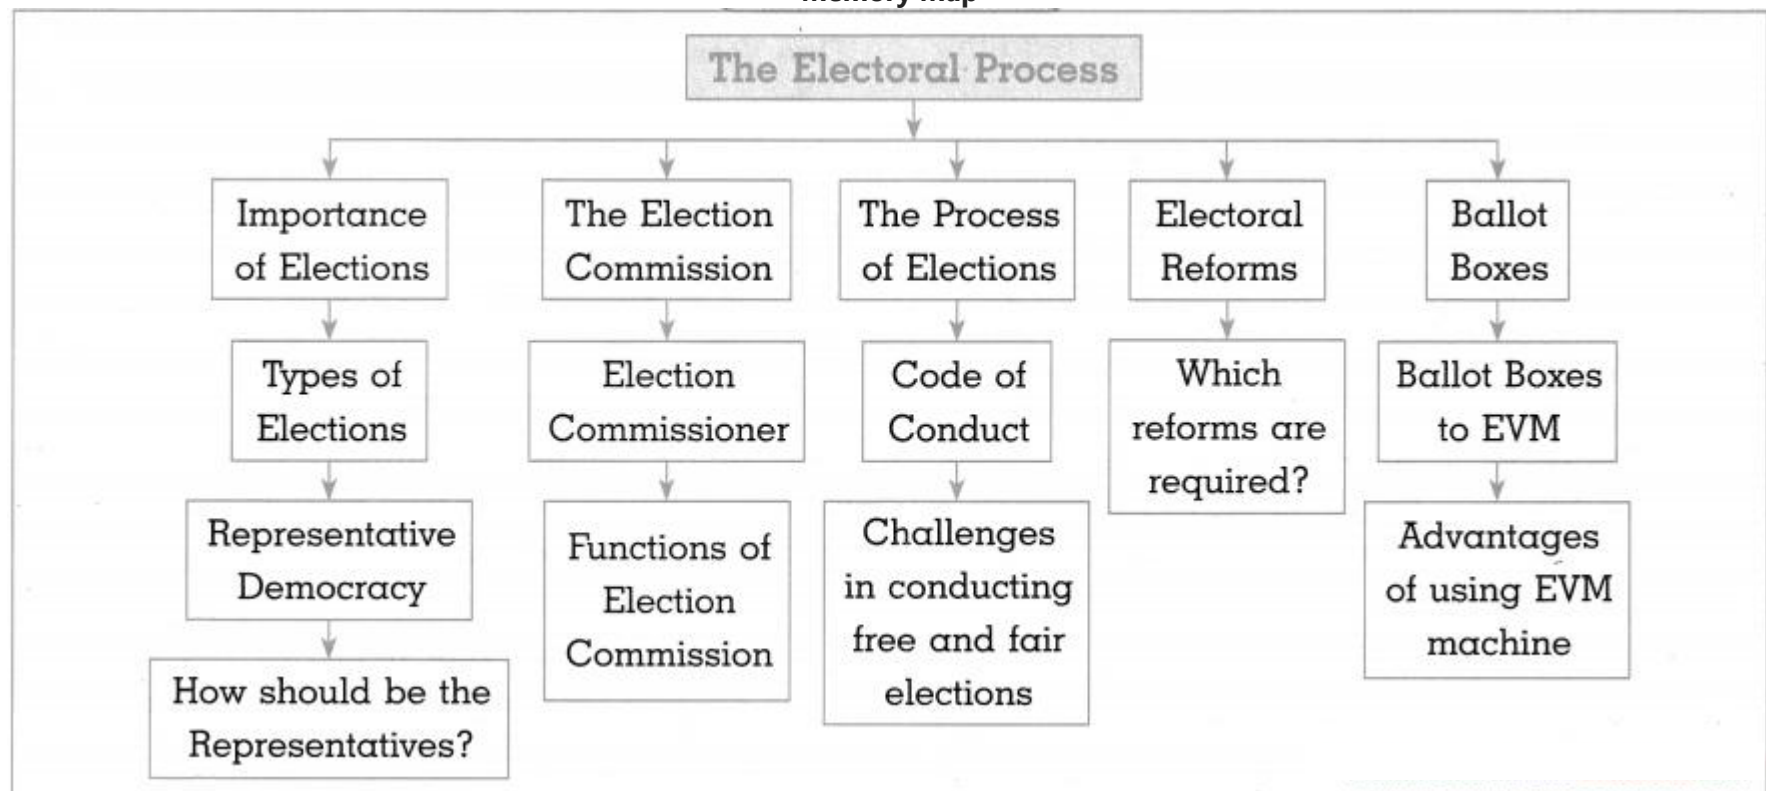 Memory Map
The Electoral Process
Importance
of Elections
Types of
Elections
Representative
Democracy
How should be the
Representatives?
The Election
Commission
Election
Commissioner
Functions of
Election
Commission
The Process
of Elections
Code of
Conduct
Challenges
in conducting
free and fair
elections
Electoral
Reforms
Which
reforms are
required?
Ballot
Boxes
Ballot Boxes
to EVM
Advantages
of using EVM
machine